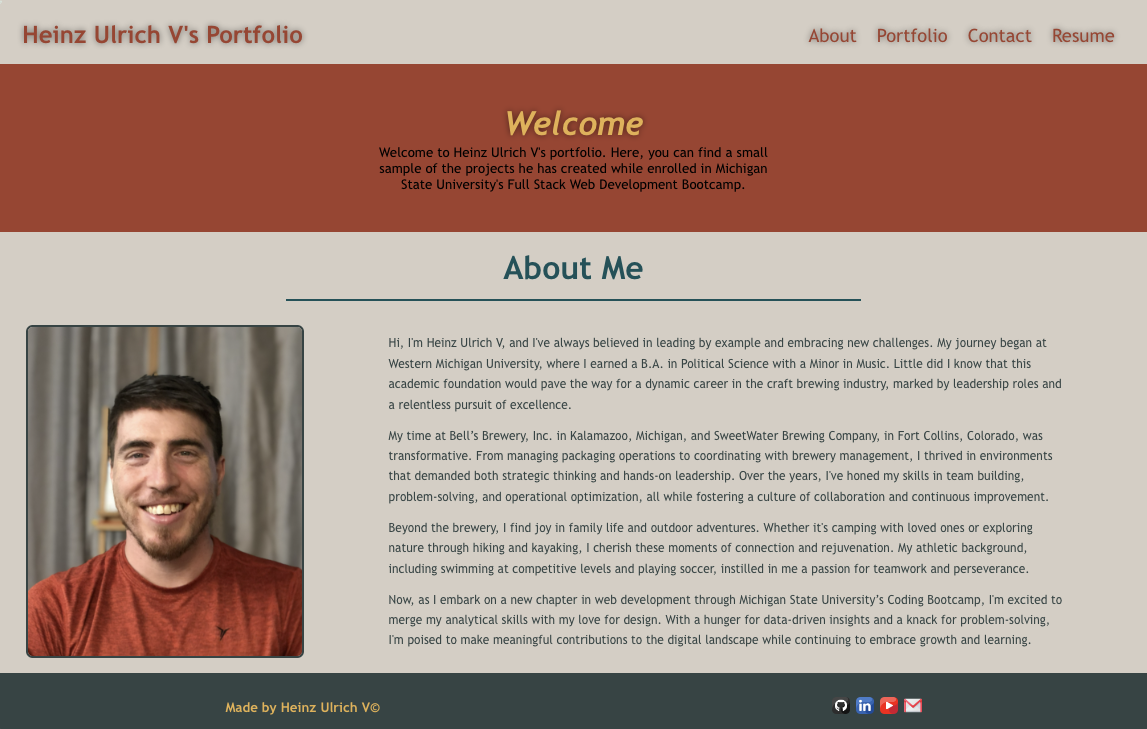 Heinz Ulrich V's Portfolio
About Portfolio Contact Resume
Welcome
Welcome to Heinz Ulrich V's portfolio. Here, you can find a small
sample of the projects he has created while enrolled in Michigan
State University's Full Stack Web Development Bootcamp.
About Me
Hi, I'm Heinz Ulrich V, and I've always believed in leading by example and embracing new challenges. My journey began at
Western Michigan University, where I earned a B.A. in Political Science with a Minor in Music. Little did I know that this
academic foundation would pave the way for a dynamic career in the craft brewing industry, marked by leadership roles and
a relentless pursuit of excellence.
My time at Bell’s Brewery, Inc. in Kalamazoo, Michigan, and SweetWater Brewing Company, in Fort Collins, Colorado, was
transformative. From managing packaging operations to coordinating with brewery management, I thrived in environments
that demanded both strategic thinking and hands-on leadership. Over the years, I've honed my skills in team building,
problem-solving, and operational optimization, all while fostering a culture of collaboration and continuous improvement.
Beyond the brewery, I find joy in family life and outdoor adventures. Whether it's camping with loved ones or exploring
nature through hiking and kayaking, I cherish these moments of connection and rejuvenation. My athletic background,
including swimming at competitive levels and playing soccer, instilled in me a passion for teamwork and perseverance.
Now, as I embark on a new chapter in web development through Michigan State University’s Coding Bootcamp, I'm excited to
merge my analytical skills with my love for design. With a hunger for data-driven insights and a knack for problem-solving,
I'm poised to make meaningful contributions to the digital landscape while continuing to embrace growth and learning.
Made by Heinz Ulrich V©
in